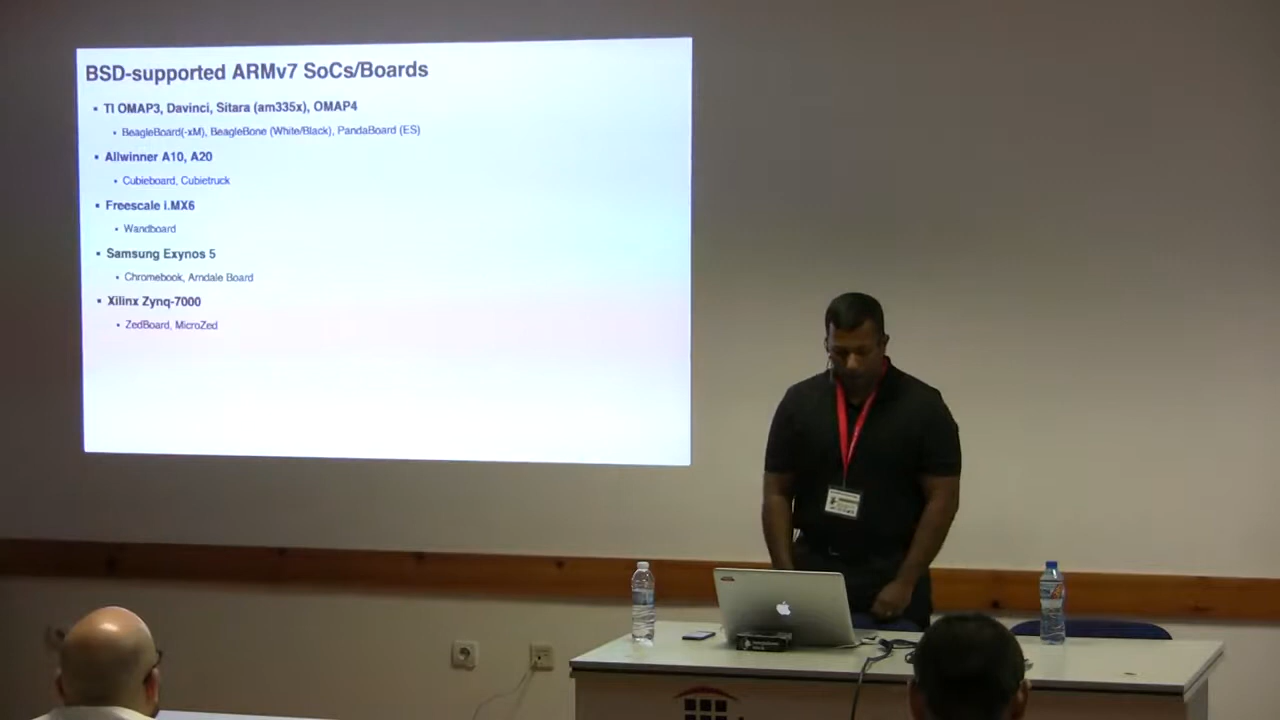 BSD-supported ARMv7 SoCs/Boards
▪ TI OMAP3, Davinci, Sitara (am335x), OMAP4
▪ BeagleBoard(-xM), BeagleBone (White/Black), PandaBoard (ES)
▪ Allwinner A10, A20
▪ Cubieboard, Cubietruck
▪ Freescale i.MX6
▪ Wandboard
▪ Samsung Exynos 5
▪ Chromebook, Arndale Board
▪ Xilinx Zynq-7000
▪ ZedBoard, MicroZed